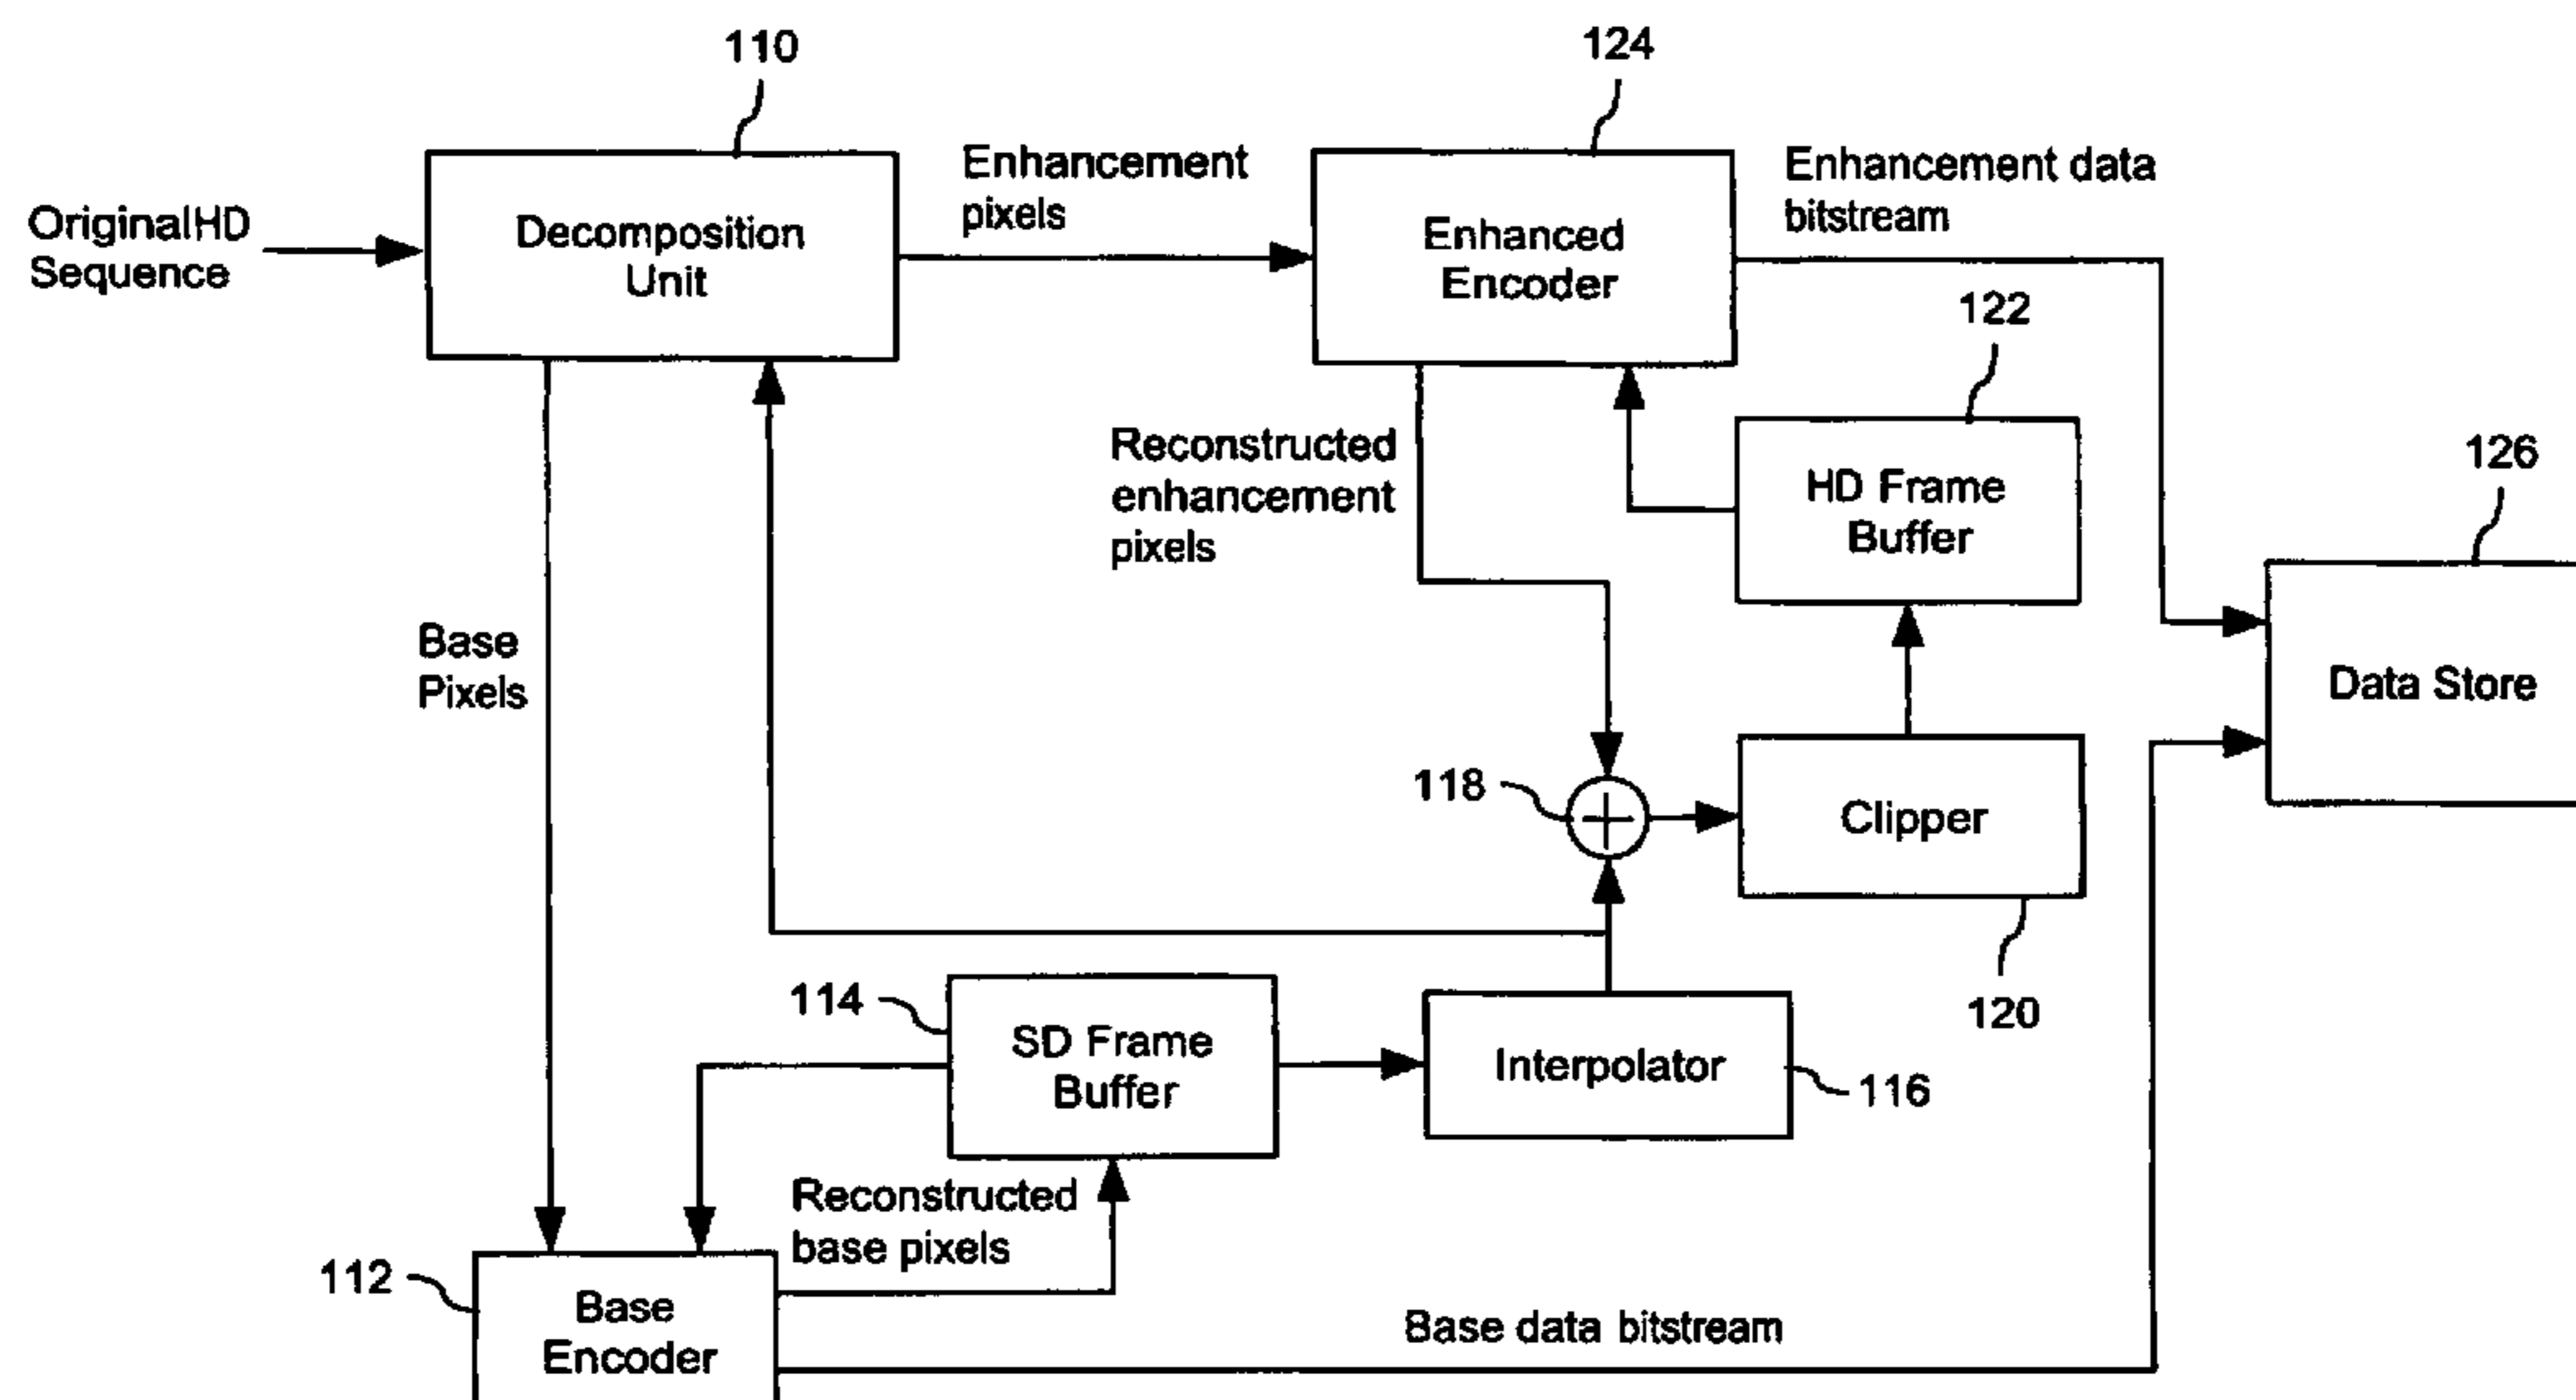 110
124
Enhancement
pixels
Enhancement data
bitstream
OriginalHD
Sequence
Decomposition
Unit
Enhanced
Encoder
122
Reconstructed
enhancement
pixels
HD Frame
Buffer
126
Base
Pixels
Data Store
118
Clipper
114
SD Frame
Buffer
Interpolator
120
116
Reconstructed
base pixels
112
Base
Encoder
Base data bitstream